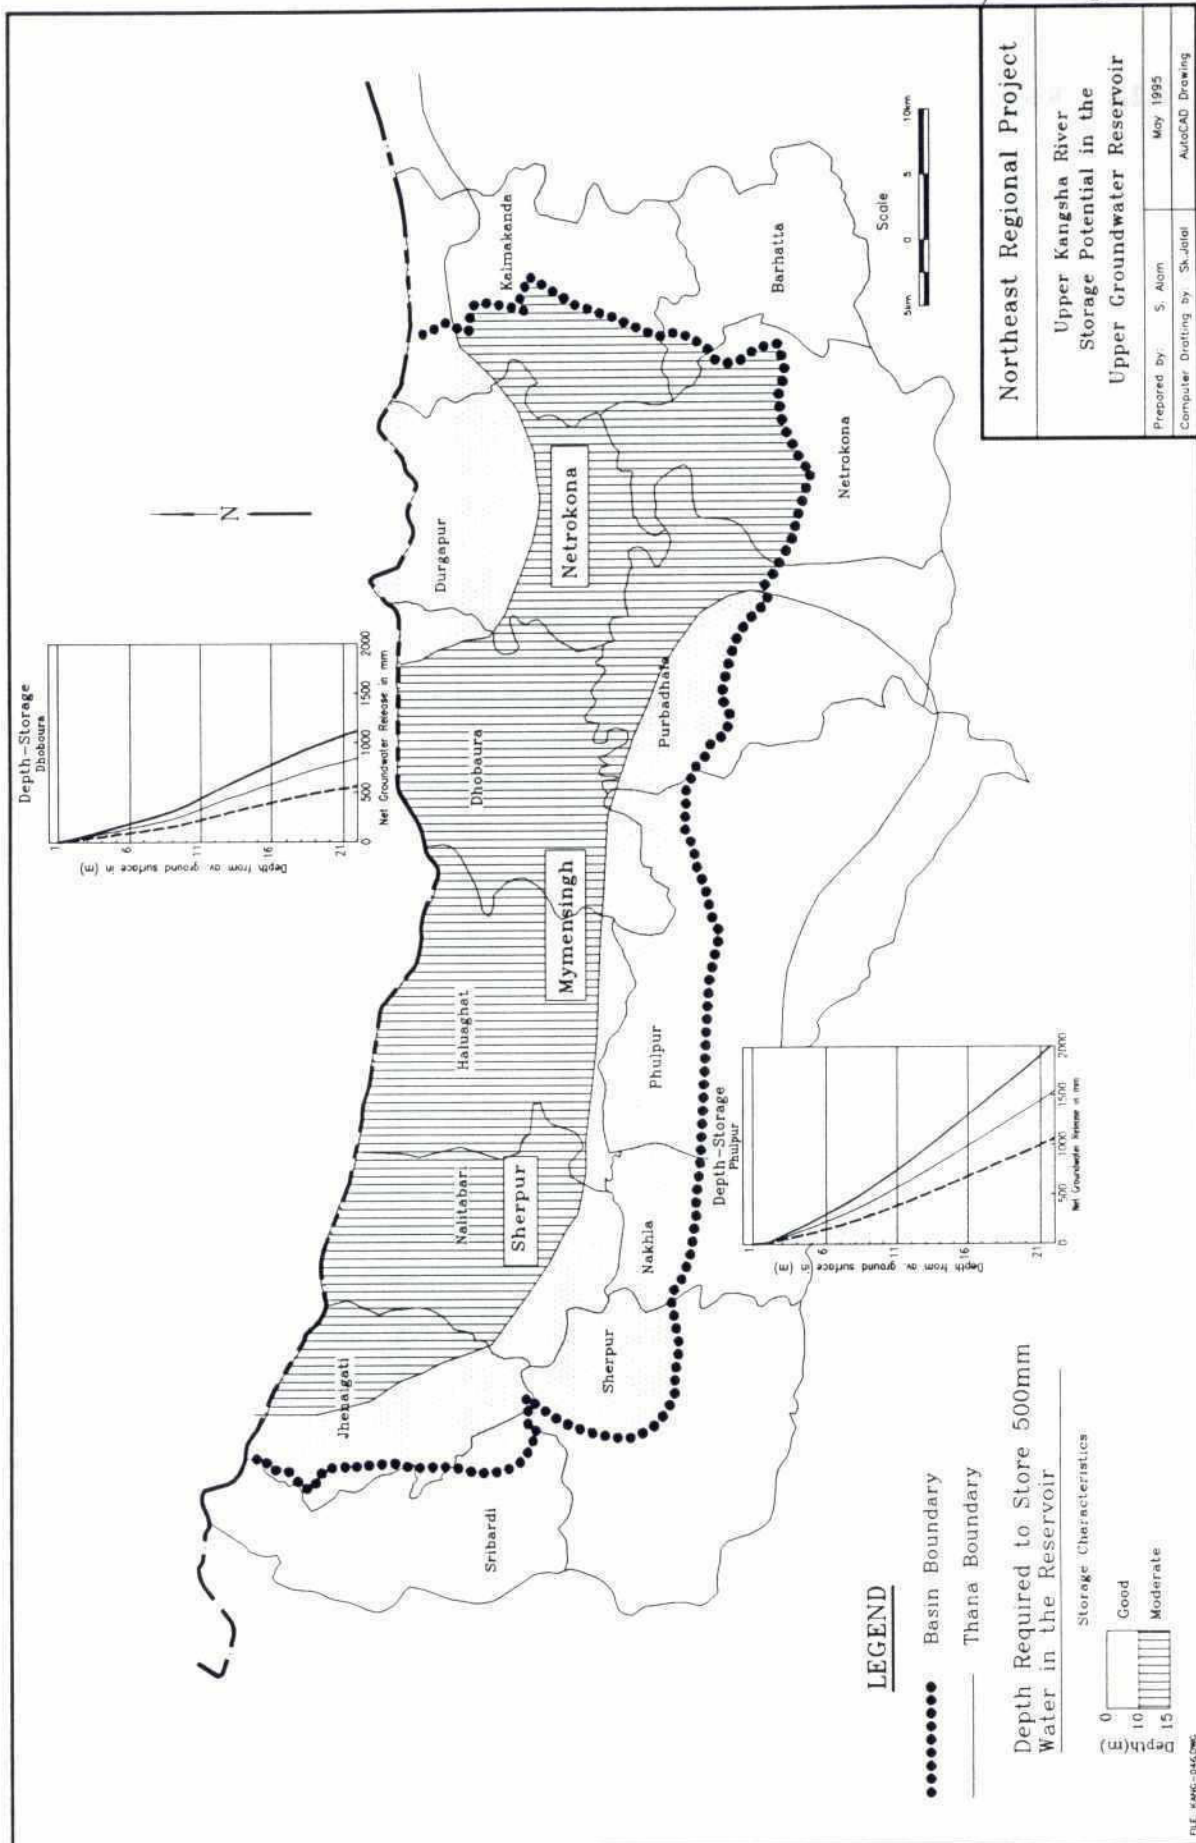 Depth-Storage
Dhobaura
Depth from av. ground surface in (m)
1
6
11
16
21
0
500
1000
1500
2000
Net Groundwater Release in mm
N
Kalmakanda
Durgapur
Netrokona
Barhatta
Netrokona
Dhobaura
Purbadhala
Mymensingh
Haluaghat
Phulpur
Nalitabari
Sherpur
Nakhla
Jhenaigati
Sherpur
Sribardi
Depth-Storage
Phulpur
Depth from av. ground surface in (m)
1
6
11
16
21
0
500
1000
1500
2000
Net Groundwater Release in mm
Scale
5km
0
5
10km
LEGEND
Basin Boundary
Thana Boundary
Depth Required to Store 500mm
Water in the Reservoir
Storage Characteristics
Depth(m)
0
10
15
Good
Moderate
Northeast Regional Project
Upper Kangsha River
Storage Potential in the
Upper Groundwater Reservoir
Prepared by: S. Alam
May 1995
Computer Drafting by Sk.Jalal
AutoCAD Drawing